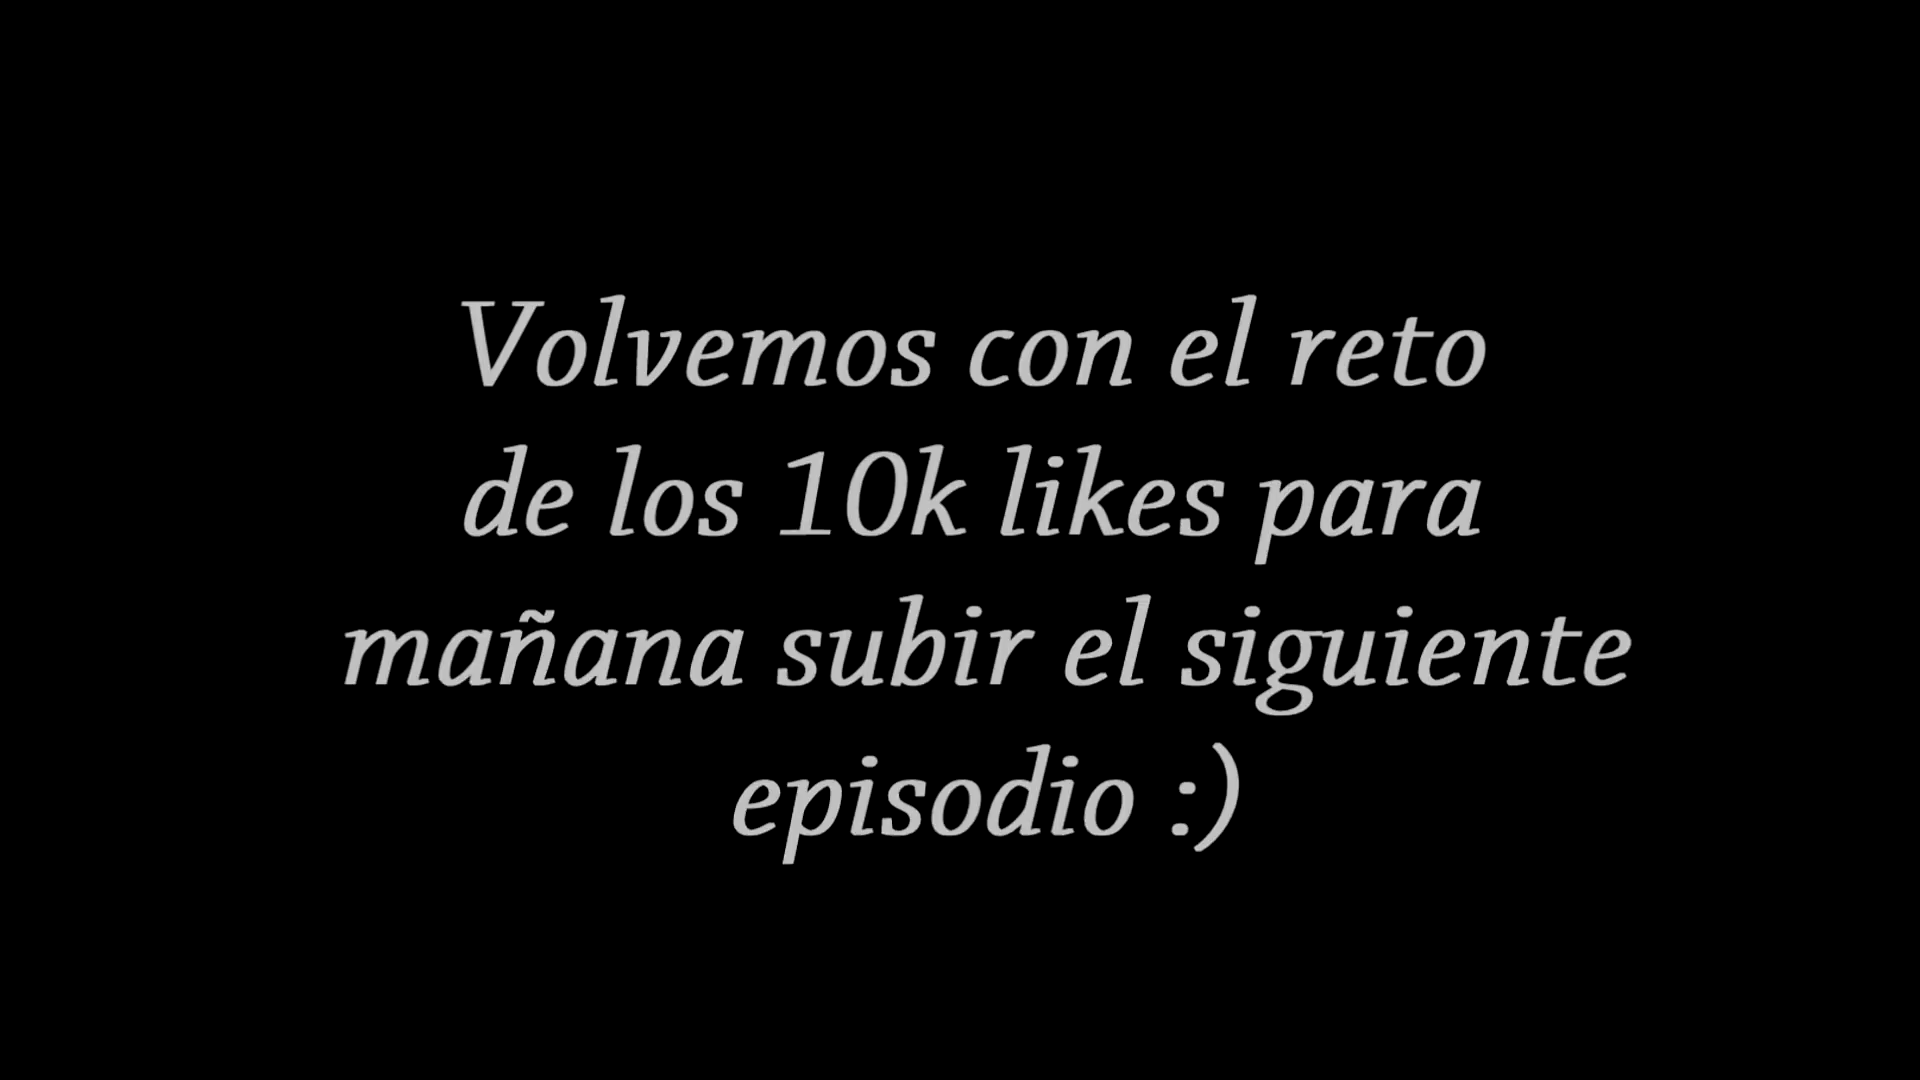 Volvemos con el reto
de los 10k likes para
mañana subir el siguiente
episodio :)